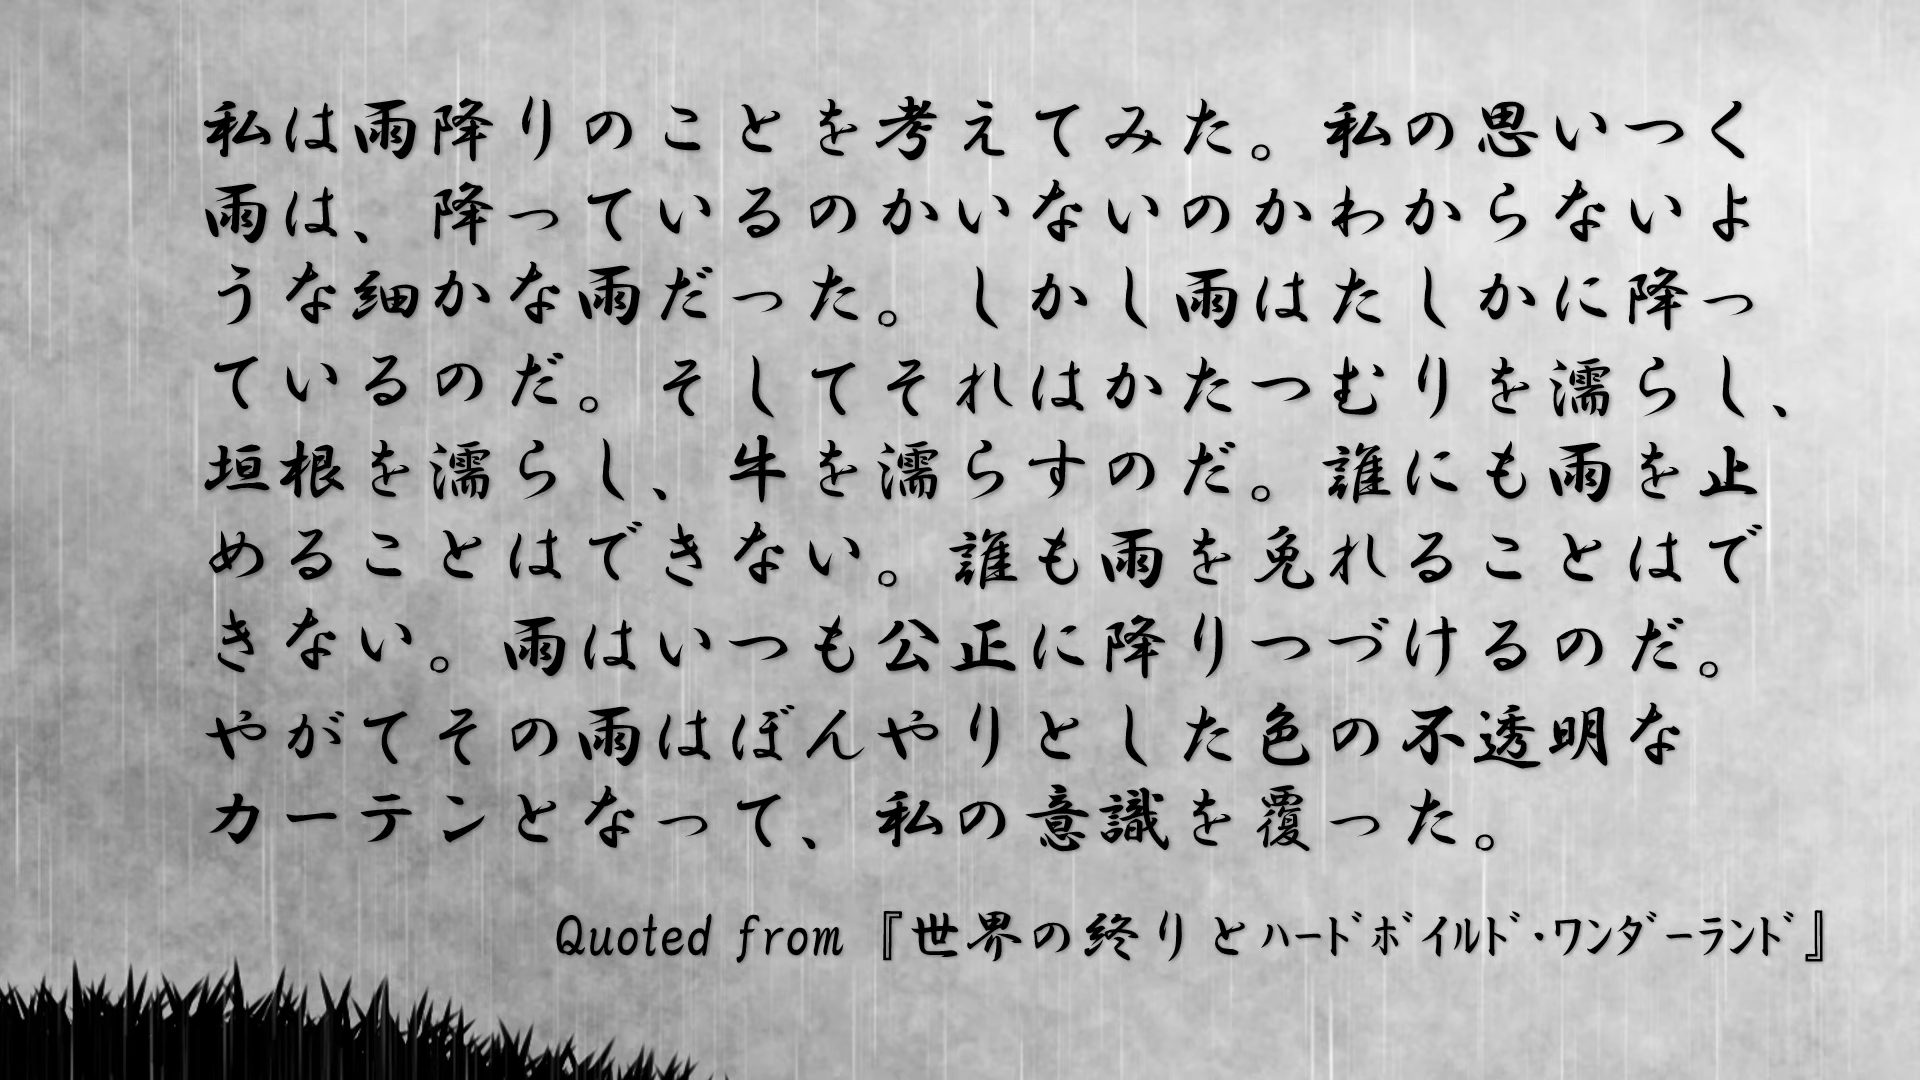 私は雨降りのことを考えてみた。私の思いつく
雨は、降っているのかいないのかわからないよ
うな細かな雨だった。しかし雨はたしかに降っ
ているのだ。そしてそれはかたつむりを濡らし、
垣根を濡らし、牛を濡らすのだ。誰にも雨を止
めることはできない。誰も雨を免れることはで
きない。雨はいつも公正に降りつづけるのだ。
やがてその雨はぼんやりとした色の不透明な
カーテンとなって、私の意識を覆った。
Quoted from 『世界の終りとﾊｰﾄﾞﾎﾞｲﾙﾄﾞ･ﾜﾝﾀﾞｰﾗﾝﾄﾞ』